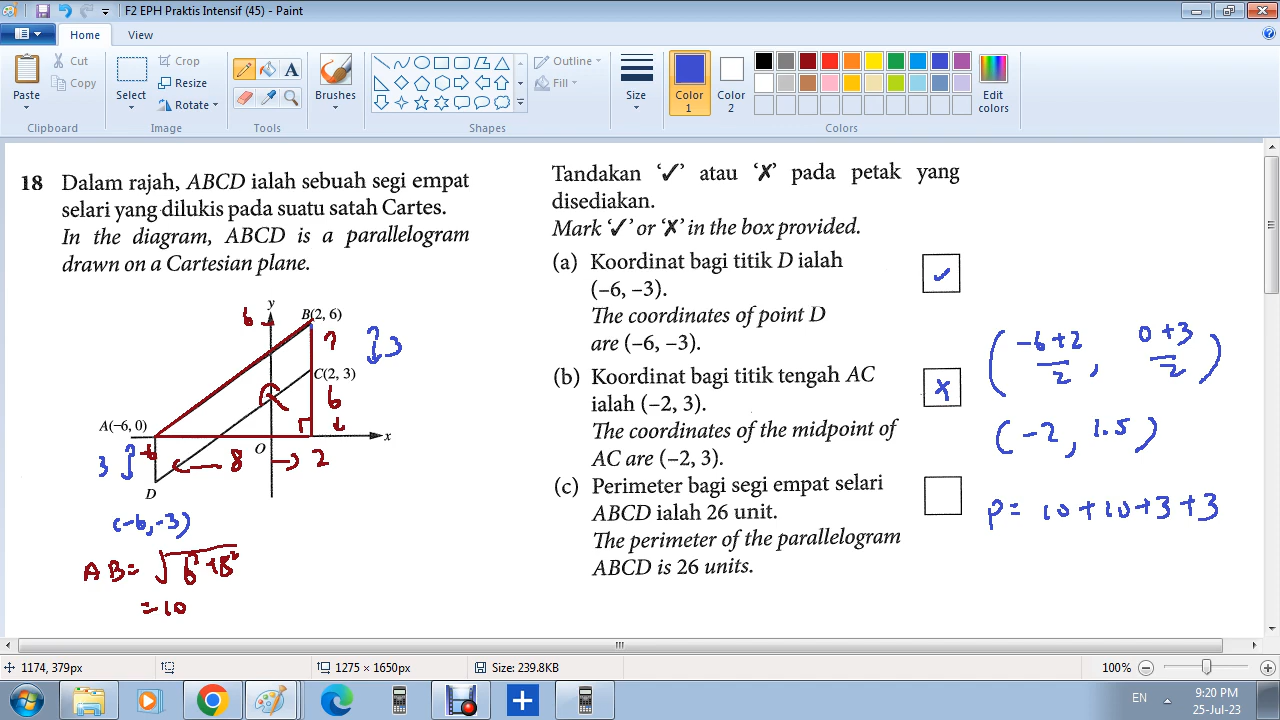 F2 EPH Praktis Intensif (45) - Paint
Home
View
Paste
Cut
Copy
Clipboard
Select
Crop
Resize
Rotate
Image
Tools
Brushes
Shapes
Outline
Fill
Size
Color 1
Color 2
Edit colors
Colors
18 Dalam rajah, ABCD ialah sebuah segi empat
selari yang dilukis pada suatu satah Cartes.
In the diagram, ABCD is a parallelogram
drawn on a Cartesian plane.
y
6
B(2, 6)
3
C(2, 3)
6
A(–6, 0)
x
O
3
8
2
D
(-6,-3)
AB= √6²+8²
=10
Tandakan ‘✓’ atau ‘✗’ pada petak yang
disediakan.
Mark ‘✓’ or ‘✗’ in the box provided.
(a) Koordinat bagi titik D ialah
(–6, –3).
The coordinates of point D
are (–6, –3).
✓
(b) Koordinat bagi titik tengah AC
ialah (–2, 3).
The coordinates of the midpoint of
AC are (–2, 3).
✗
(c) Perimeter bagi segi empat selari
ABCD ialah 26 unit.
The perimeter of the parallelogram
ABCD is 26 units.
(-6+2/2, 0+3/2)
(-2, 1.5)
P= 10+10+3+3
1174, 379px
1275 × 1650px
Size: 239.8KB
100%
EN
9:20 PM
25-Jul-23